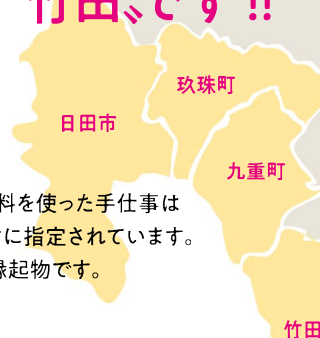 竹田〟です!!
玖珠町
日田市
九重町
料を使った手仕事は
に指定されています。
縁起物です。
竹田